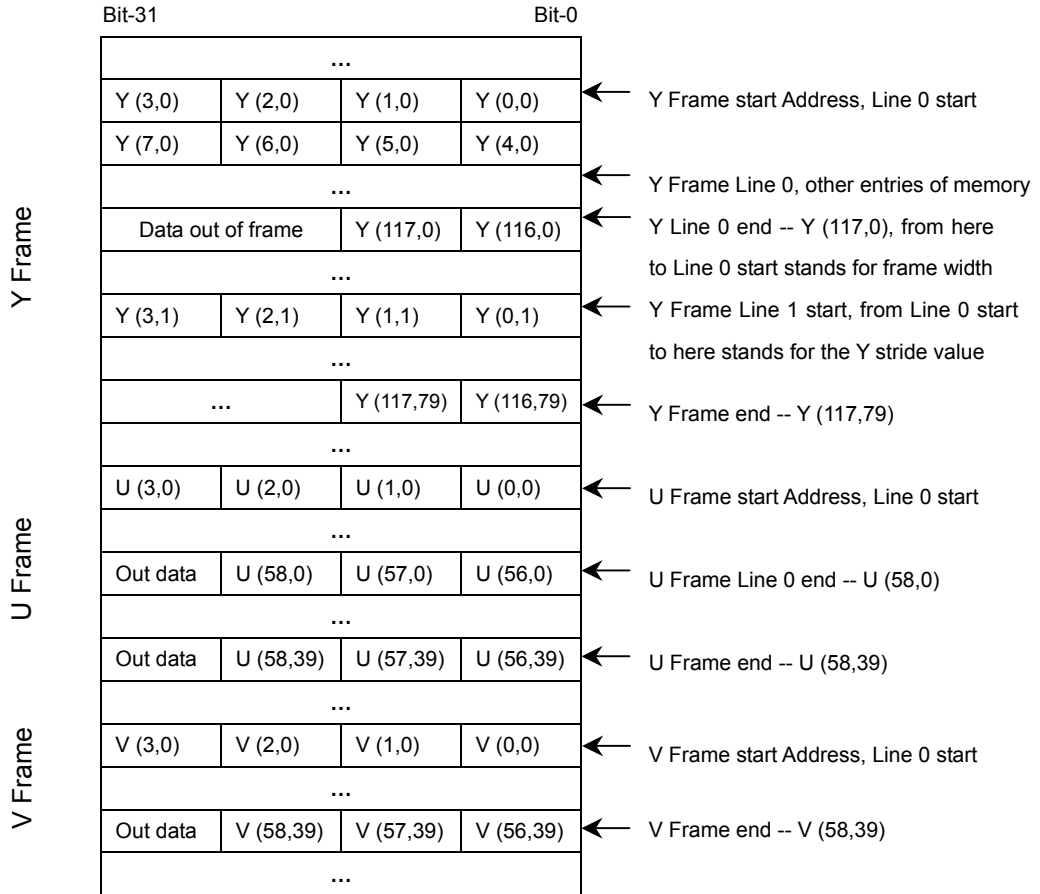 Bit-31 Bit-0
...
Y (3,0) Y (2,0) Y (1,0) Y (0,0) Y Frame start Address, Line 0 start
Y (7,0) Y (6,0) Y (5,0) Y (4,0)
... Y Frame Line 0, other entries of memory
Data out of frame Y (117,0) Y (116,0) Y Line 0 end -- Y (117,0), from here
... to Line 0 start stands for frame width
Y (3,1) Y (2,1) Y (1,1) Y (0,1) Y Frame Line 1 start, from Line 0 start
... to here stands for the Y stride value
... Y (117,79) Y (116,79) Y Frame end -- Y (117,79)
...
Y Frame
U (3,0) U (2,0) U (1,0) U (0,0) U Frame start Address, Line 0 start
...
Out data U (58,0) U (57,0) U (56,0) U Frame Line 0 end -- U (58,0)
...
Out data U (58,39) U (57,39) U (56,39) U Frame end -- U (58,39)
...
U Frame
V (3,0) V (2,0) V (1,0) V (0,0) V Frame start Address, Line 0 start
...
Out data V (58,39) V (57,39) V (56,39) V Frame end -- V (58,39)
...
V Frame